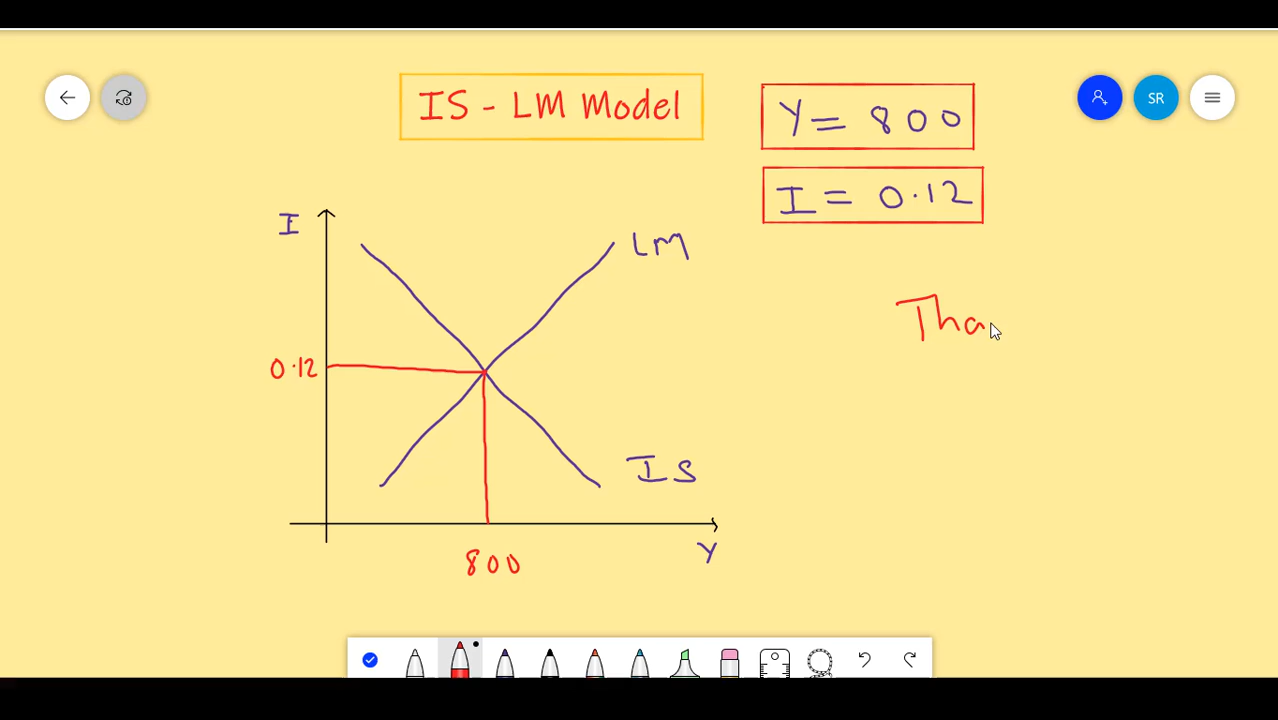 IS - LM Model
Y = 800
I = 0.12
SR
I
LM
0.12
Tha
IS
Y
800